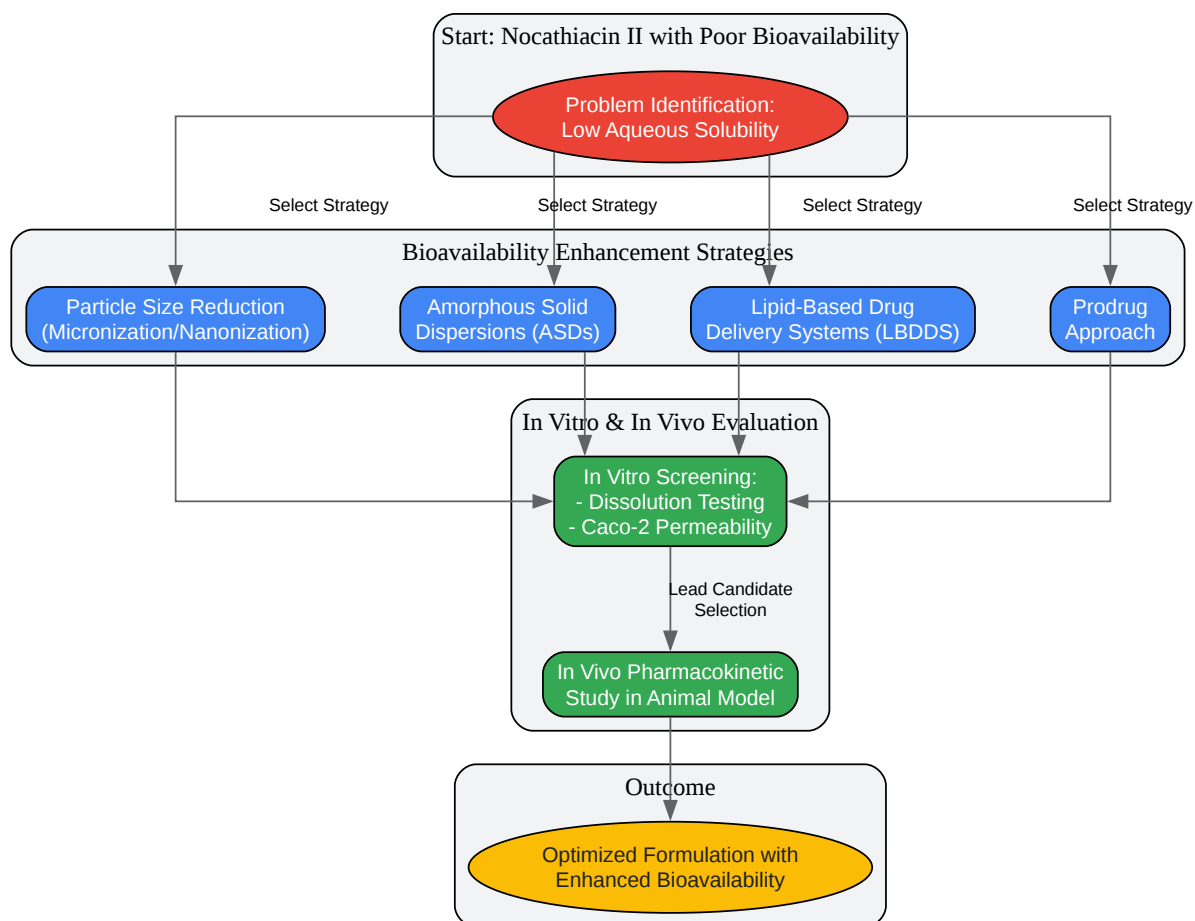 Start: Nocathiacin II with Poor Bioavailability
Problem Identification:
Low Aqueous Solubility
Select Strategy
Select Strategy
Select Strategy
Select Strategy
Bioavailability Enhancement Strategies
Particle Size Reduction
(Micronization/Nanonization)
Amorphous Solid
Dispersions (ASDs)
Lipid-Based Drug
Delivery Systems (LBDDS)
Prodrug
Approach
In Vitro & In Vivo Evaluation
In Vitro Screening:
- Dissolution Testing
- Caco-2 Permeability
Lead Candidate
Selection
In Vivo Pharmacokinetic
Study in Animal Model
Outcome
Optimized Formulation with
Enhanced Bioavailability